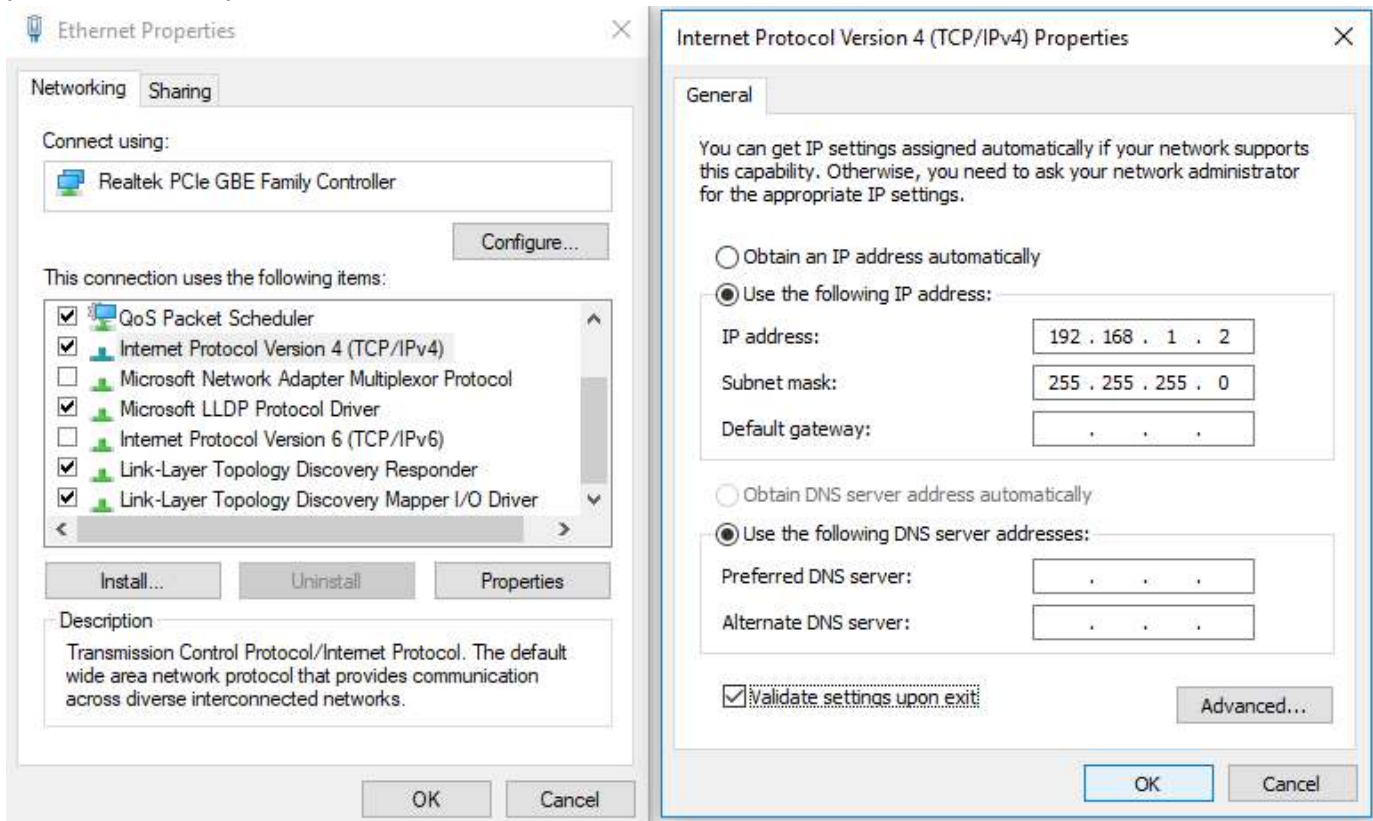 Ethernet Properties
Networking Sharing
Connect using:
Realtek PCIe GBE Family Controller
Configure...
This connection uses the following items:
QoS Packet Scheduler
Internet Protocol Version 4 (TCP/IPv4)
Microsoft Network Adapter Multiplexor Protocol
Microsoft LLDP Protocol Driver
Internet Protocol Version 6 (TCP/IPv6)
Link-Layer Topology Discovery Responder
Link-Layer Topology Discovery Mapper I/O Driver
Install... Uninstall Properties
Description
Transmission Control Protocol/Internet Protocol. The default
wide area network protocol that provides communication
across diverse interconnected networks.
OK Cancel
Internet Protocol Version 4 (TCP/IPv4) Properties
General
You can get IP settings assigned automatically if your network supports
this capability. Otherwise, you need to ask your network administrator
for the appropriate IP settings.
Obtain an IP address automatically
Use the following IP address:
IP address: 192 . 168 . 1 . 2
Subnet mask: 255 . 255 . 255 . 0
Default gateway: . . .
Obtain DNS server address automatically
Use the following DNS server addresses:
Preferred DNS server: . . .
Alternate DNS server: . . .
Validate settings upon exit
Advanced...
OK Cancel